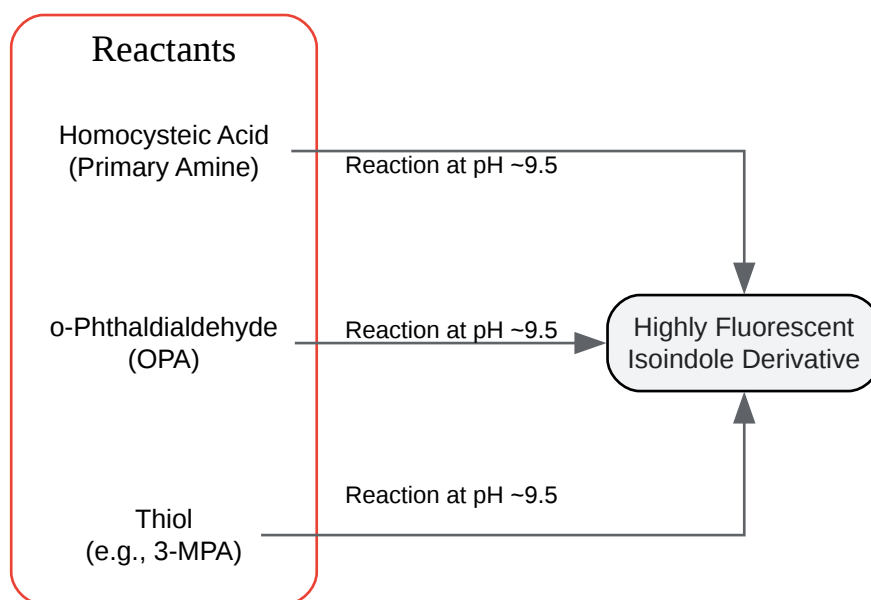 Reactants
Homocysteic Acid
(Primary Amine)
Reaction at pH ~9.5
o-Phthaldialdehyde
(OPA)
Reaction at pH ~9.5
Highly Fluorescent
Isoindole Derivative
Thiol
(e.g., 3-MPA)
Reaction at pH ~9.5